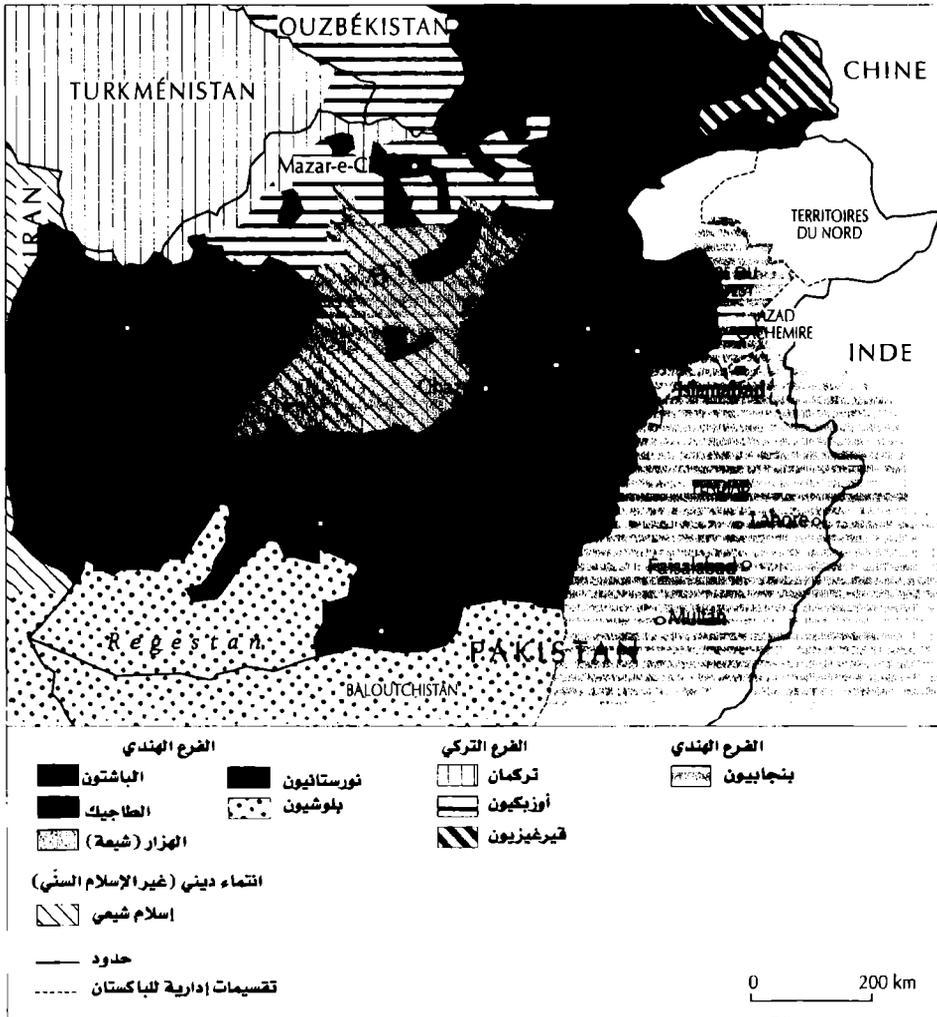 OUZBÉKISTAN
CHINE
TURKMÉNISTAN
IRAN
TERRITOIRES
DU NORD
AZAD
INDE
Lahore
Faisalabad
Multan
Regestan
PAKISTAN
BALOUTCHISTAN
الفرع الهندي
الباشتون
الطاجيك
الهزار (شيعة)
نورستانيون
بلوشيون
الفرع التركي
تركمان
أوزبكيون
قيرغيزيون
الفرع الهندي
بنجابيون
انتماء ديني (غير الإسلام السنّي)
إسلام شيعي
حدود
تقسيمات إدارية للباكستان
0 200 km